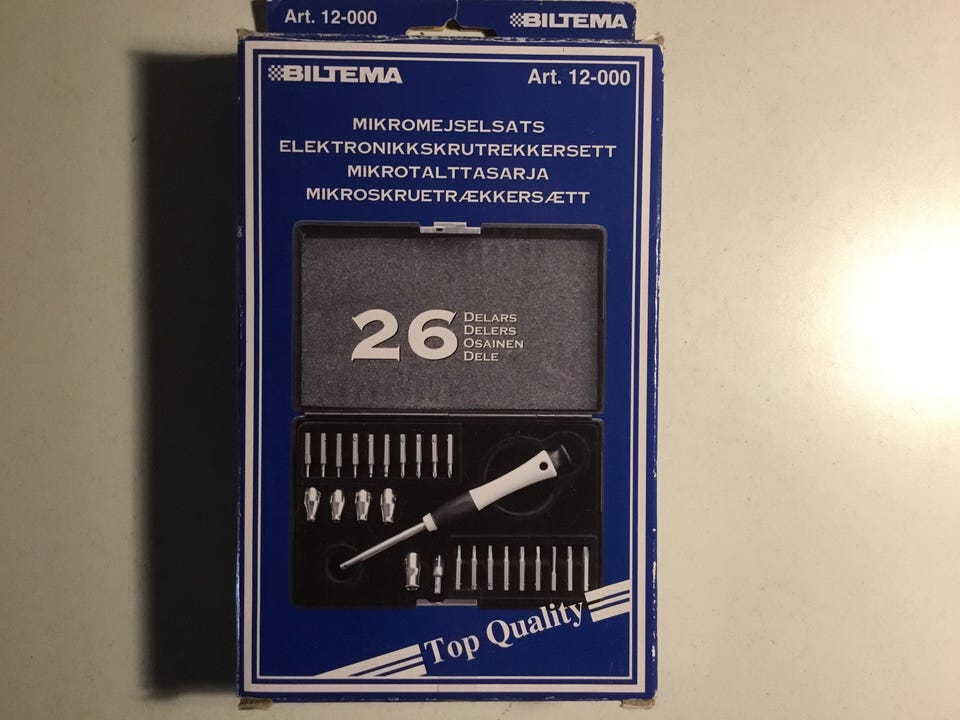 Art. 12-000 BILTEMA
BILTEMA Art. 12-000
MIKROMEJSELSATS
ELEKTRONIKKSKRUTREKKERSETT
MIKROTALTTASARJA
MIKROSKRUETRÆKKERSÆTT
26 DELARS
DELERS
OSAINEN
DELE
Top Quality